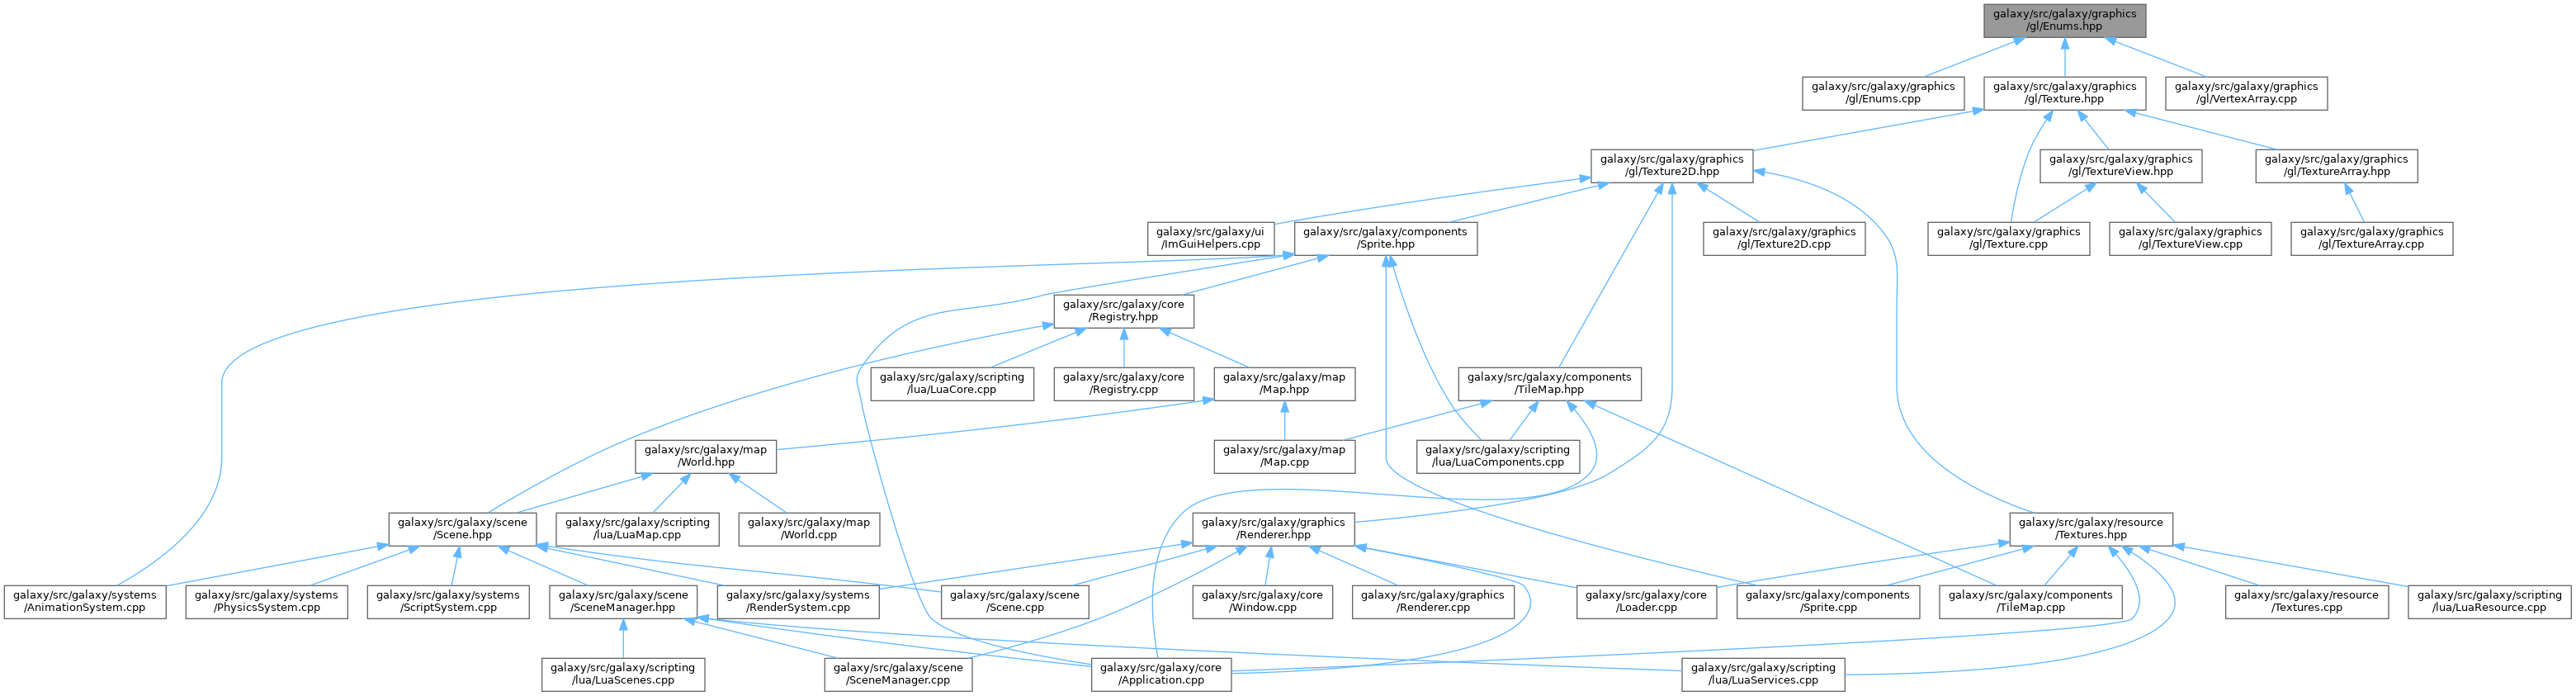 galaxy/src/galaxy/graphics
/gl/Enums.hpp
galaxy/src/galaxy/graphics
/gl/Enums.cpp
galaxy/src/galaxy/graphics
/gl/Texture.hpp
galaxy/src/galaxy/graphics
/gl/VertexArray.cpp
galaxy/src/galaxy/graphics
/gl/Texture2D.hpp
galaxy/src/galaxy/graphics
/gl/TextureView.hpp
galaxy/src/galaxy/graphics
/gl/TextureArray.hpp
galaxy/src/galaxy/ui
/ImGuiHelpers.cpp
galaxy/src/galaxy/components
/Sprite.hpp
galaxy/src/galaxy/graphics
/gl/Texture2D.cpp
galaxy/src/galaxy/graphics
/gl/Texture.cpp
galaxy/src/galaxy/graphics
/gl/TextureView.cpp
galaxy/src/galaxy/graphics
/gl/TextureArray.cpp
galaxy/src/galaxy/core
/Registry.hpp
galaxy/src/galaxy/scripting
/lua/LuaCore.cpp
galaxy/src/galaxy/core
/Registry.cpp
galaxy/src/galaxy/map
/Map.hpp
galaxy/src/galaxy/components
/TileMap.hpp
galaxy/src/galaxy/map
/World.hpp
galaxy/src/galaxy/map
/Map.cpp
galaxy/src/galaxy/scripting
/lua/LuaComponents.cpp
galaxy/src/galaxy/scene
/Scene.hpp
galaxy/src/galaxy/scripting
/lua/LuaMap.cpp
galaxy/src/galaxy/map
/World.cpp
galaxy/src/galaxy/graphics
/Renderer.hpp
galaxy/src/galaxy/resource
/Textures.hpp
galaxy/src/galaxy/systems
/AnimationSystem.cpp
galaxy/src/galaxy/systems
/PhysicsSystem.cpp
galaxy/src/galaxy/systems
/ScriptSystem.cpp
galaxy/src/galaxy/scene
/SceneManager.hpp
galaxy/src/galaxy/systems
/RenderSystem.cpp
galaxy/src/galaxy/scene
/Scene.cpp
galaxy/src/galaxy/core
/Window.cpp
galaxy/src/galaxy/graphics
/Renderer.cpp
galaxy/src/galaxy/core
/Loader.cpp
galaxy/src/galaxy/components
/Sprite.cpp
galaxy/src/galaxy/components
/TileMap.cpp
galaxy/src/galaxy/resource
/Textures.cpp
galaxy/src/galaxy/scripting
/lua/LuaResource.cpp
galaxy/src/galaxy/scripting
/lua/LuaScenes.cpp
galaxy/src/galaxy/scene
/SceneManager.cpp
galaxy/src/galaxy/core
/Application.cpp
galaxy/src/galaxy/scripting
/lua/LuaServices.cpp